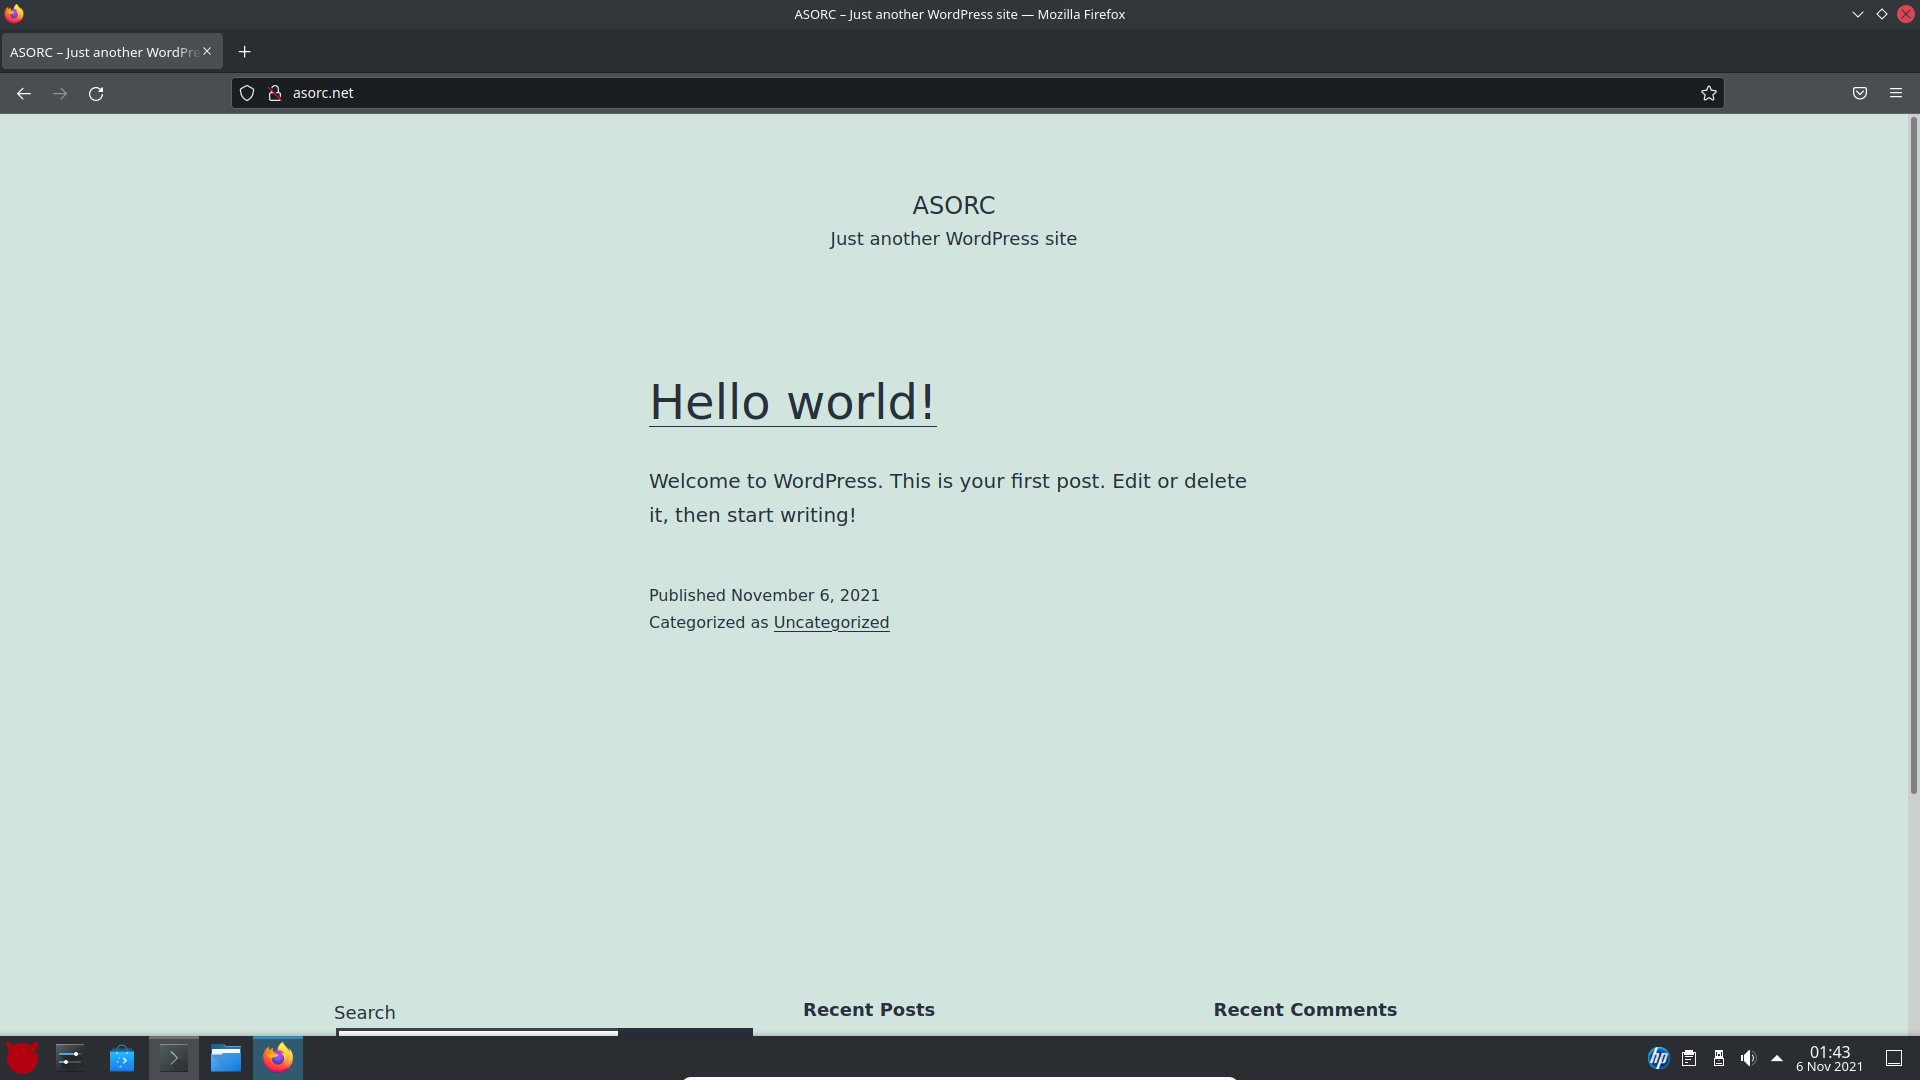 ASORC – Just another WordPress site — Mozilla Firefox
ASORC – Just another WordPre
asorc.net
ASORC
Just another WordPress site
Hello world!
Welcome to WordPress. This is your first post. Edit or delete
it, then start writing!
Published November 6, 2021
Categorized as Uncategorized
Search
Recent Posts
Recent Comments
hp
01:43
6 Nov 2021